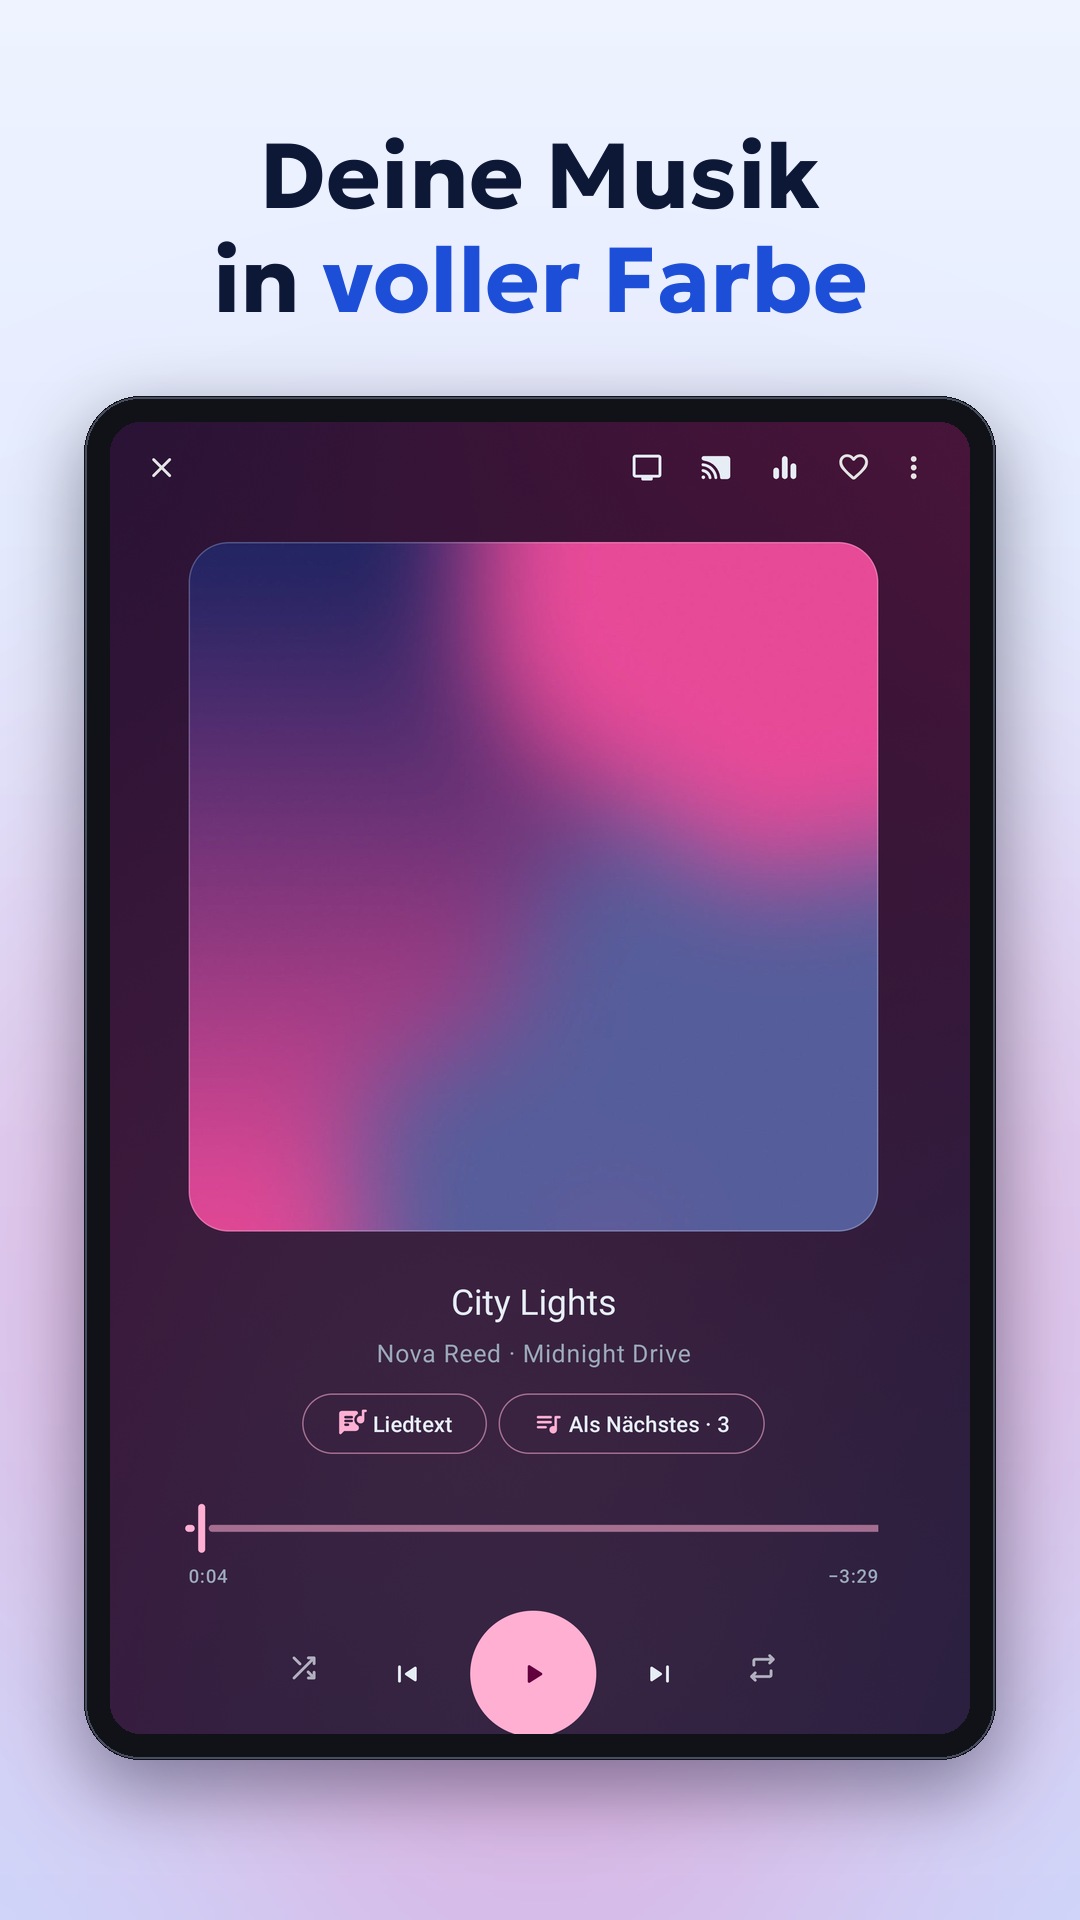 Deine Musik
in voller Farbe
City Lights
Nova Reed · Midnight Drive
Liedtext
Als Nächstes · 3
0:04
−3:29